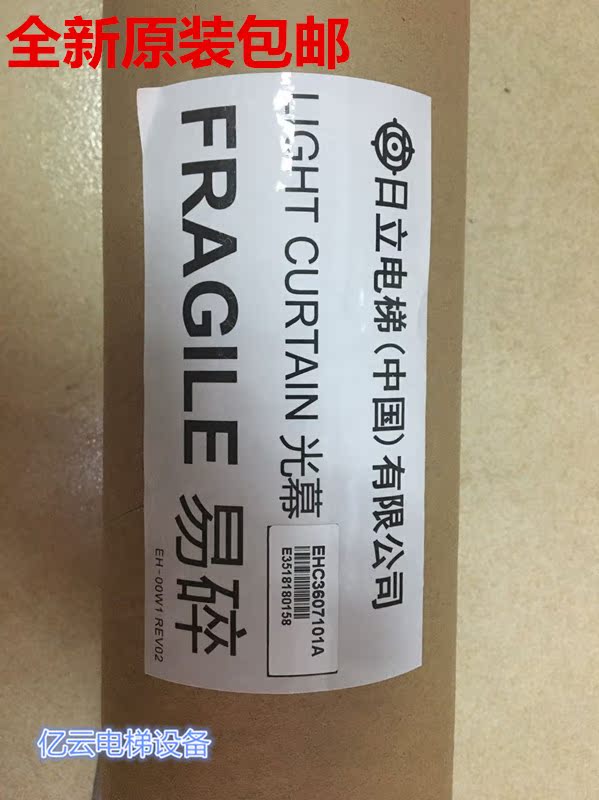 全新原装包邮
日立电梯(中国)有限公司
LIGHT CURTAIN 光幕
EHC3607101A
E3518180158
FRAGILE 易碎
EH-00W1 REV02
亿云电梯设备